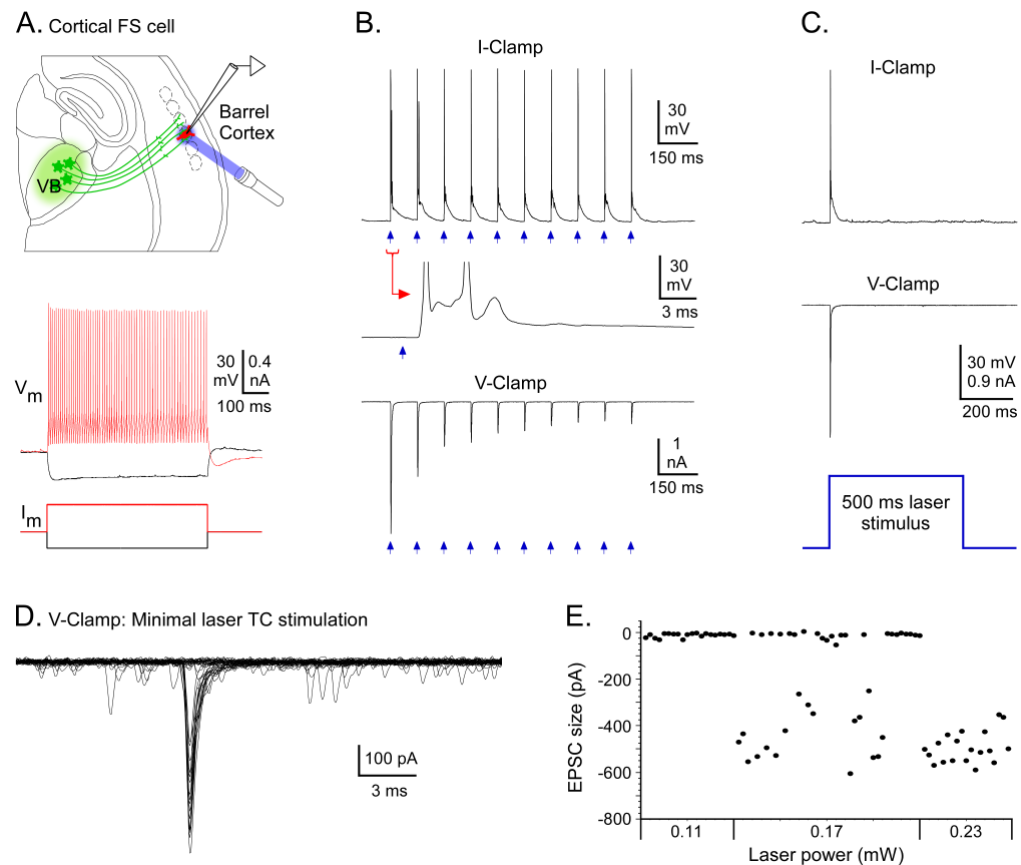 A. Cortical FS cell
Barrel
Cortex
VB
Vm
30
mV
0.4
nA
100 ms
Im
B.
I-Clamp
30
mV
150 ms
30
mV
3 ms
V-Clamp
1
nA
150 ms
C.
I-Clamp
V-Clamp
30 mV
0.9 nA
200 ms
500 ms laser
stimulus
D. V-Clamp: Minimal laser TC stimulation
100 pA
3 ms
E.
EPSC size (pA)
0
-200
-400
-600
-800
0.11 0.17 0.23
Laser power (mW)